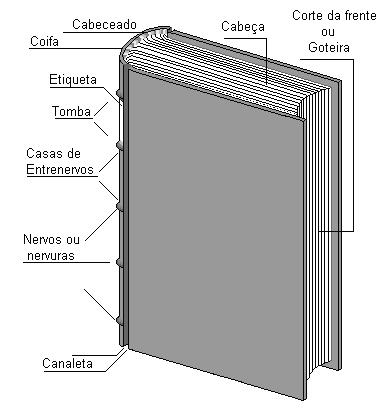 Cabeceado
Coifa
Cabeça
Corte da frente
ou
Goteira
Etiqueta
Tomba
Casas de
Entrenervos
Nervos ou
nervuras
Canaleta